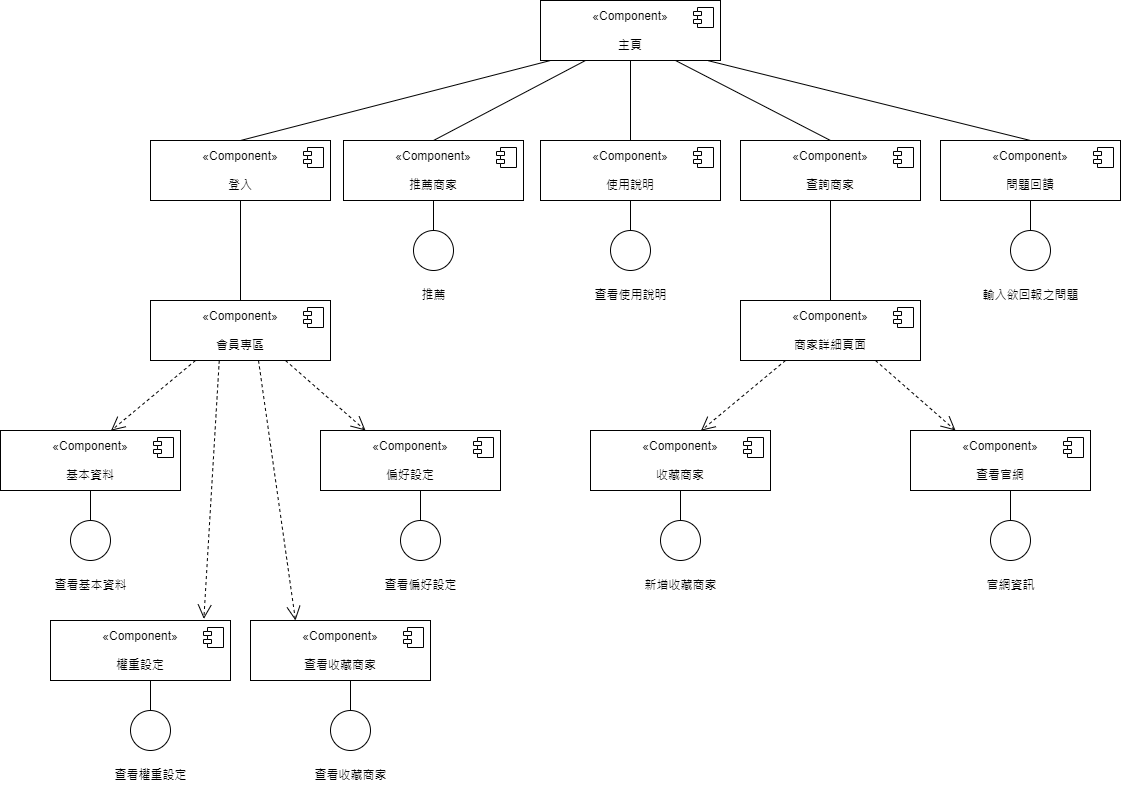 «Component»
主頁
«Component»
登入
«Component»
推薦商家
«Component»
使用說明
«Component»
查詢商家
«Component»
問題回饋
推薦
查看使用說明
輸入欲回報之問題
«Component»
會員專區
«Component»
商家詳細頁面
«Component»
基本資料
«Component»
偏好設定
«Component»
收藏商家
«Component»
查看官網
查看基本資料
查看偏好設定
新增收藏商家
官網資訊
«Component»
權重設定
«Component»
查看收藏商家
查看權重設定
查看收藏商家